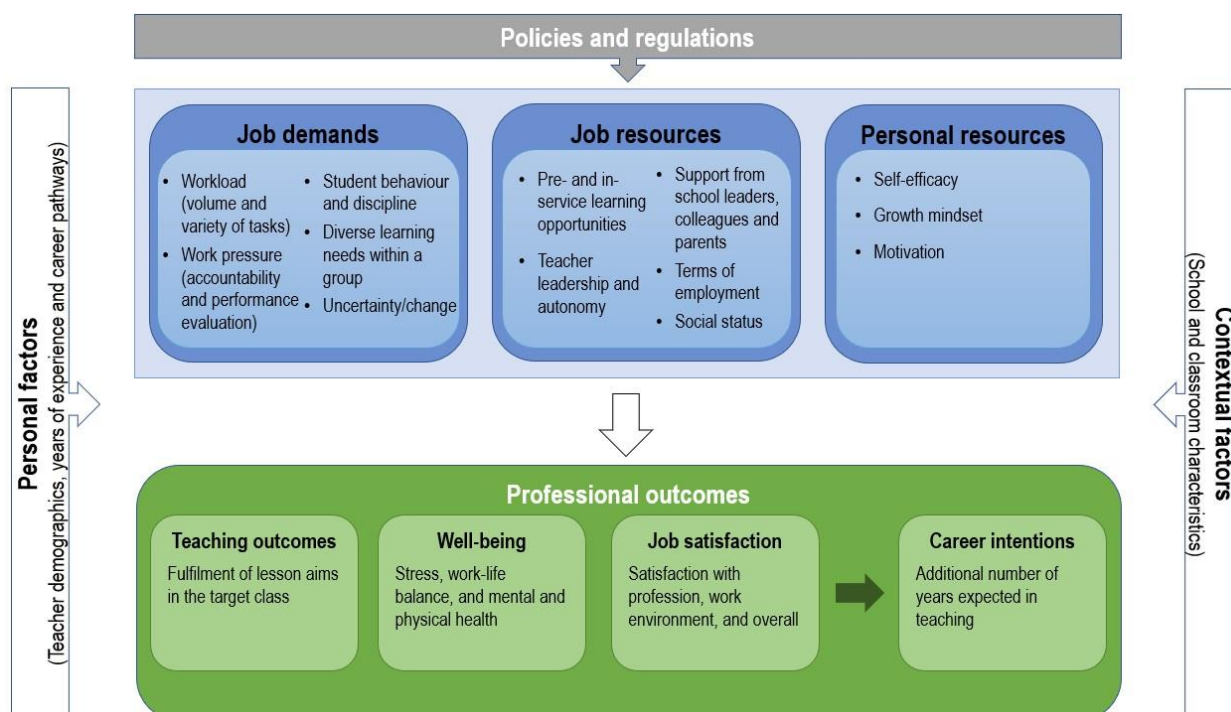 Policies and regulations
Personal factors
(Teacher demographics, years of experience and career pathways)
Job demands
• Workload
(volume and
variety of tasks)
• Work pressure
(accountability
and performance
evaluation)
• Student behaviour
and discipline
• Diverse learning
needs within a
group
• Uncertainty/change
Job resources
• Pre- and in-
service learning
opportunities
• Teacher
leadership and
autonomy
• Support from
school leaders,
colleagues and
parents
• Terms of
employment
• Social status
Personal resources
• Self-efficacy
• Growth mindset
• Motivation
Contextual factors
(School and classroom characteristics)
Professional outcomes
Teaching outcomes
Fulfilment of lesson aims
in the target class
Well-being
Stress, work-life
balance, and mental and
physical health
Job satisfaction
Satisfaction with
profession, work
environment, and overall
Career intentions
Additional number of
years expected in
teaching